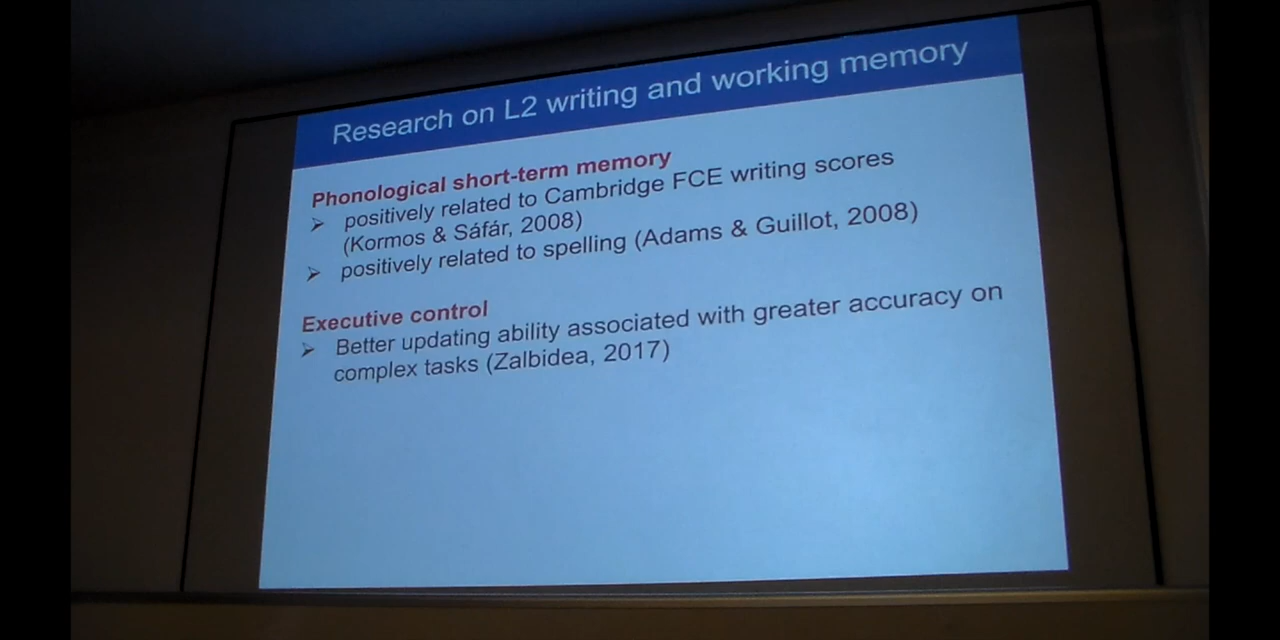 Research on L2 writing and working memory
Phonological short-term memory
➢ positively related to Cambridge FCE writing scores
(Kormos & Sáfár, 2008)
➢ positively related to spelling (Adams & Guillot, 2008)
Executive control
➢ Better updating ability associated with greater accuracy on
complex tasks (Zalbidea, 2017)